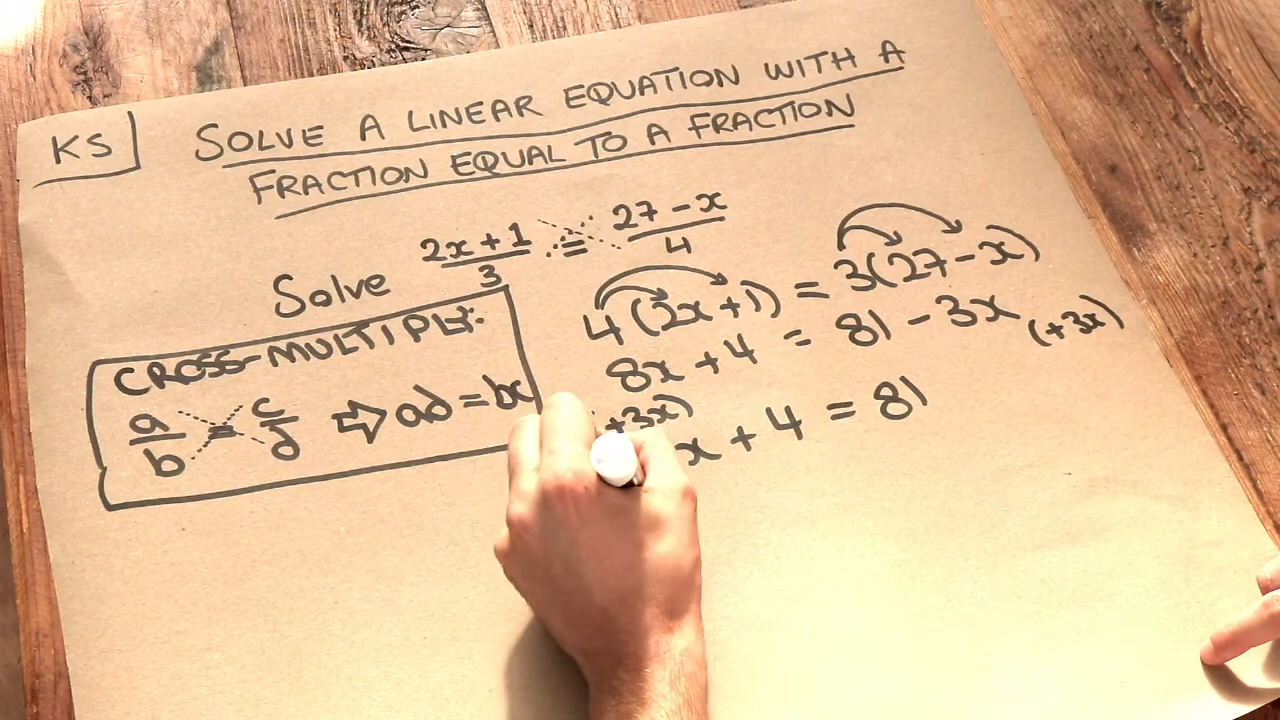 KS
SOLVE A LINEAR EQUATION WITH A
FRACTION EQUAL TO A FRACTION
Solve (2x + 1)/3 = (27 - x)/4
CROSS-MULTIPLY:
a/b = c/d ⇒ ad = bc
4(2x+1) = 3(27-x)
8x + 4 = 81 - 3x
(+3x)
+3x)
x + 4 = 81